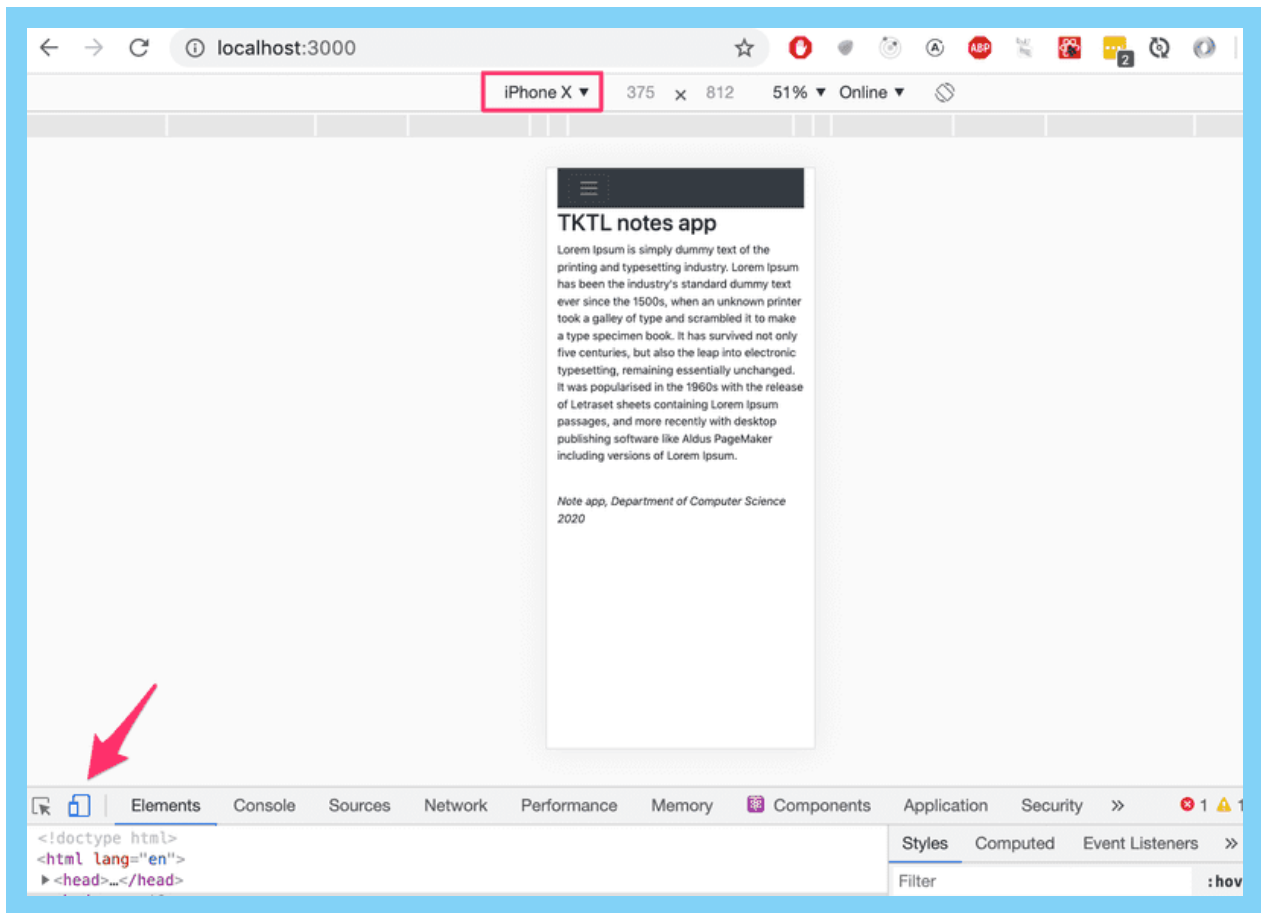 localhost:3000
ABP
2
iPhone X ▼ 375 × 812 51% ▼ Online ▼
TKTL notes app
Lorem Ipsum is simply dummy text of the
printing and typesetting industry. Lorem Ipsum
has been the industry's standard dummy text
ever since the 1500s, when an unknown printer
took a galley of type and scrambled it to make
a type specimen book. It has survived not only
five centuries, but also the leap into electronic
typesetting, remaining essentially unchanged.
It was popularised in the 1960s with the release
of Letraset sheets containing Lorem Ipsum
passages, and more recently with desktop
publishing software like Aldus PageMaker
including versions of Lorem Ipsum.
Note app, Department of Computer Science
2020
Elements Console Sources Network Performance Memory Components Application Security » 1 1
<!doctype html>
<html lang="en">
▶<head>…</head>
Styles Computed Event Listeners »
Filter :hov